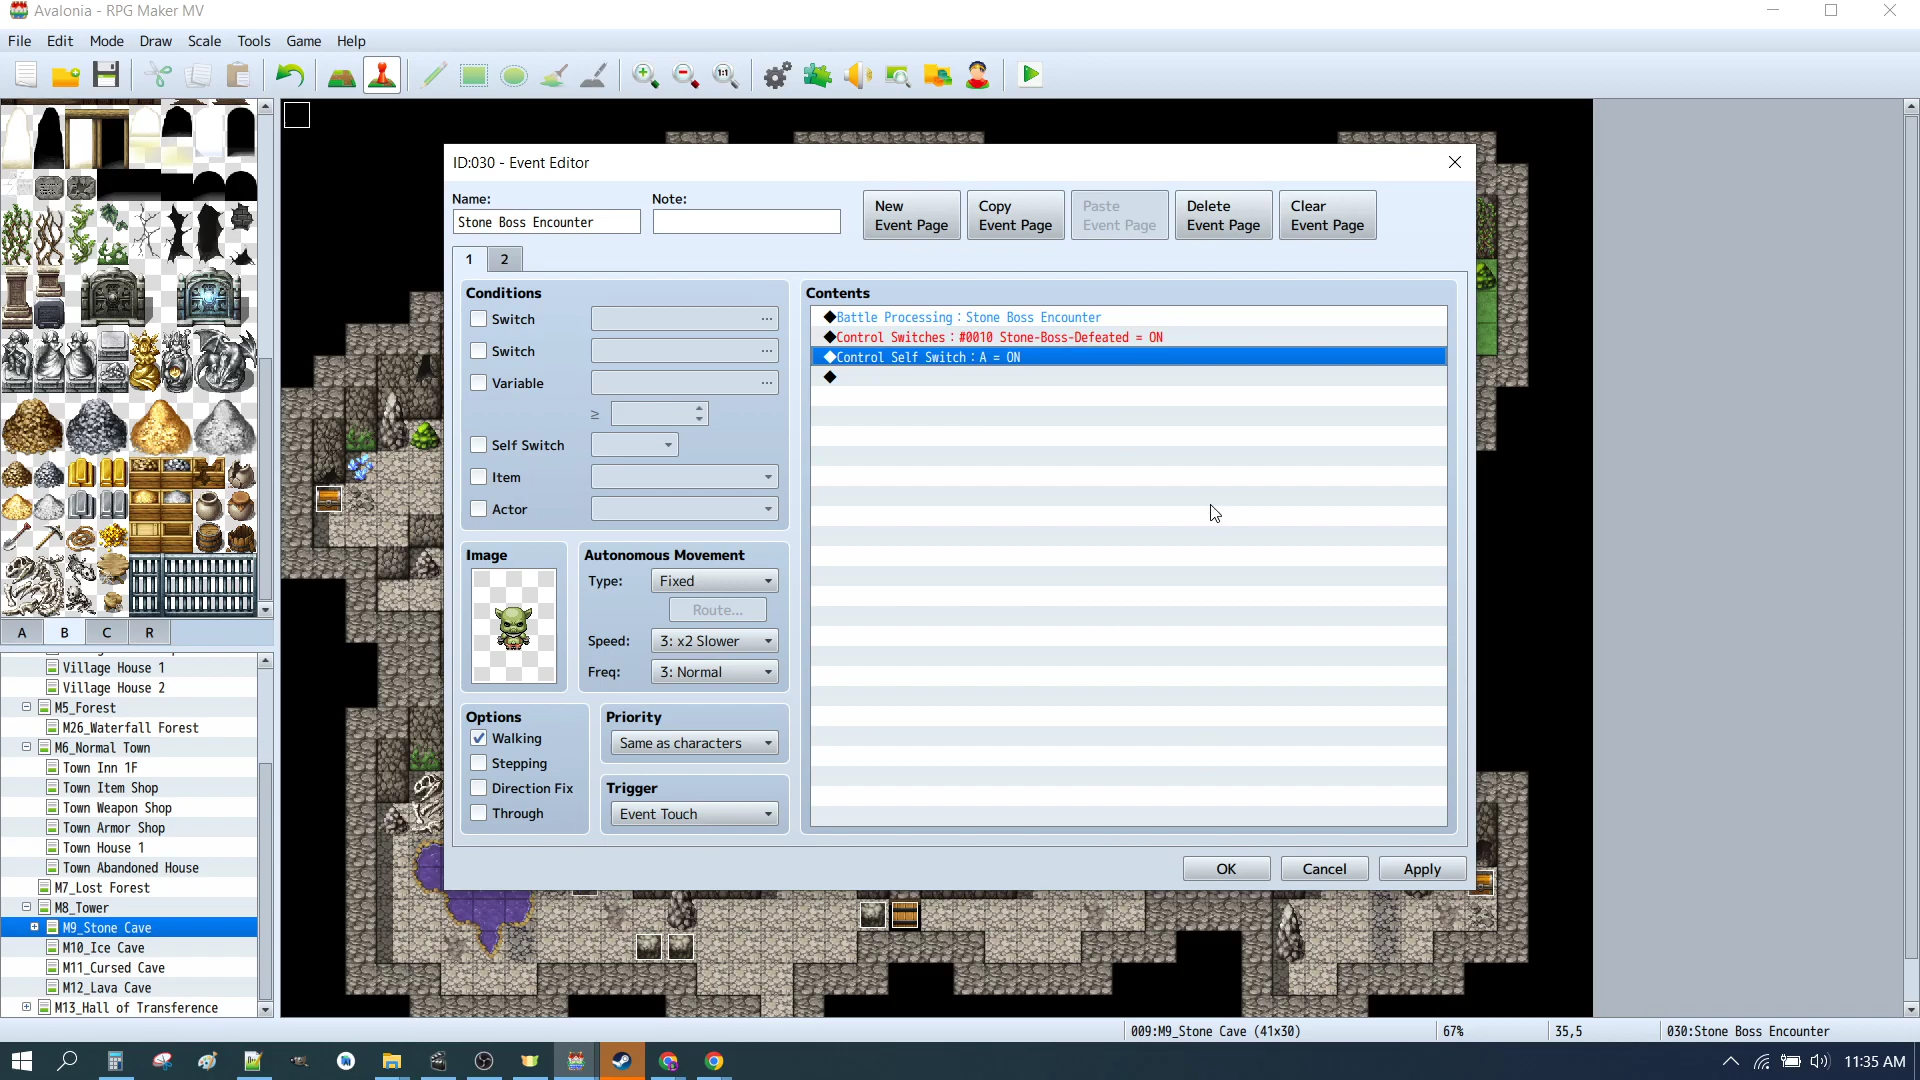 Avalonia - RPG Maker MV
File Edit Mode Draw Scale Tools Game Help
1:1
ID:030 - Event Editor
Name:
Note:
Stone Boss Encounter
New Event Page
Copy Event Page
Paste Event Page
Delete Event Page
Clear Event Page
1 2
Conditions
Switch ...
Switch ...
Variable ...
≥
Self Switch
Item
Actor
Contents
◆Battle Processing : Stone Boss Encounter
◆Control Switches : #0010 Stone-Boss-Defeated = ON
◆Control Self Switch : A = ON
◆
Image
Autonomous Movement
Type: Fixed
Route...
Speed: 3: x2 Slower
Freq: 3: Normal
Options
Walking
Stepping
Direction Fix
Through
Priority
Same as characters
Trigger
Event Touch
OK Cancel Apply
A B C R
Village House 1
Village House 2
M5_Forest
M26_Waterfall Forest
M6_Normal Town
Town Inn 1F
Town Item Shop
Town Weapon Shop
Town Armor Shop
Town House 1
Town Abandoned House
M7_Lost Forest
M8_Tower
M9_Stone Cave
M10_Ice Cave
M11_Cursed Cave
M12_Lava Cave
M13_Hall of Transference
009:M9_Stone Cave (41x30) 67% 35,5 030:Stone Boss Encounter
11:35 AM